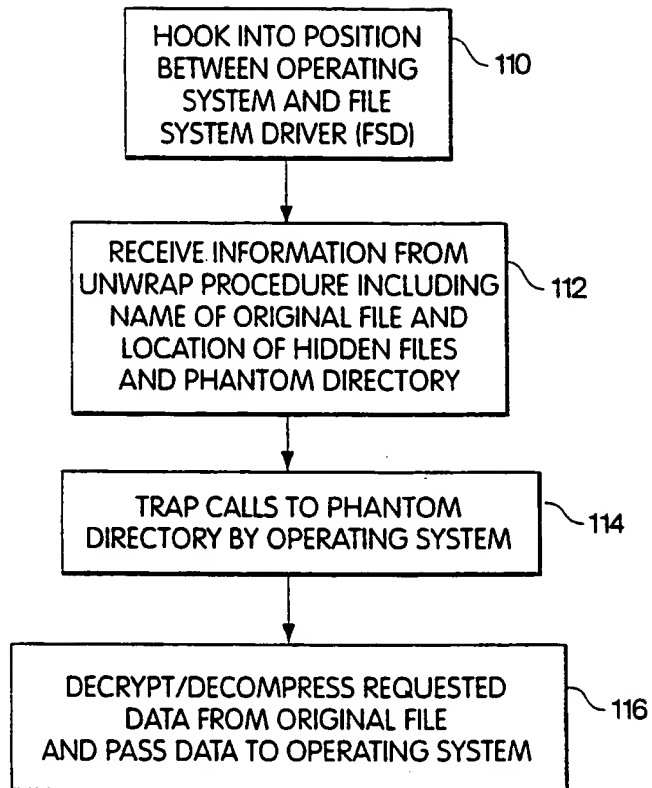 HOOK INTO POSITION
BETWEEN OPERATING
SYSTEM AND FILE
SYSTEM DRIVER (FSD)
110
RECEIVE INFORMATION FROM
UNWRAP PROCEDURE INCLUDING
NAME OF ORIGINAL FILE AND
LOCATION OF HIDDEN FILES
AND PHANTOM DIRECTORY
112
TRAP CALLS TO PHANTOM
DIRECTORY BY OPERATING SYSTEM
114
DECRYPT/DECOMPRESS REQUESTED
DATA FROM ORIGINAL FILE
AND PASS DATA TO OPERATING SYSTEM
116